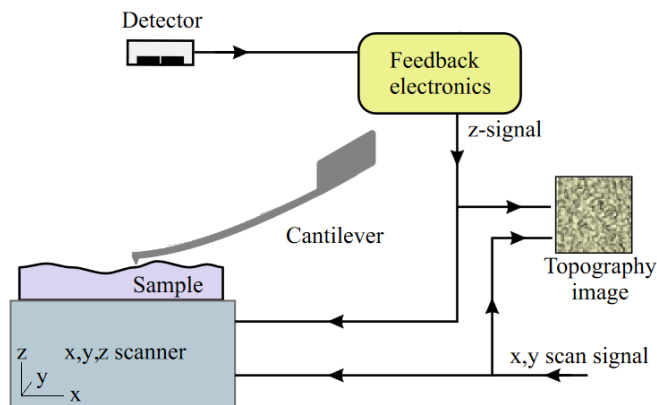 Detector
Feedback
electronics
z-signal
Cantilever
Topography
image
Sample
x,y,z scanner
z
y
x
x,y scan signal